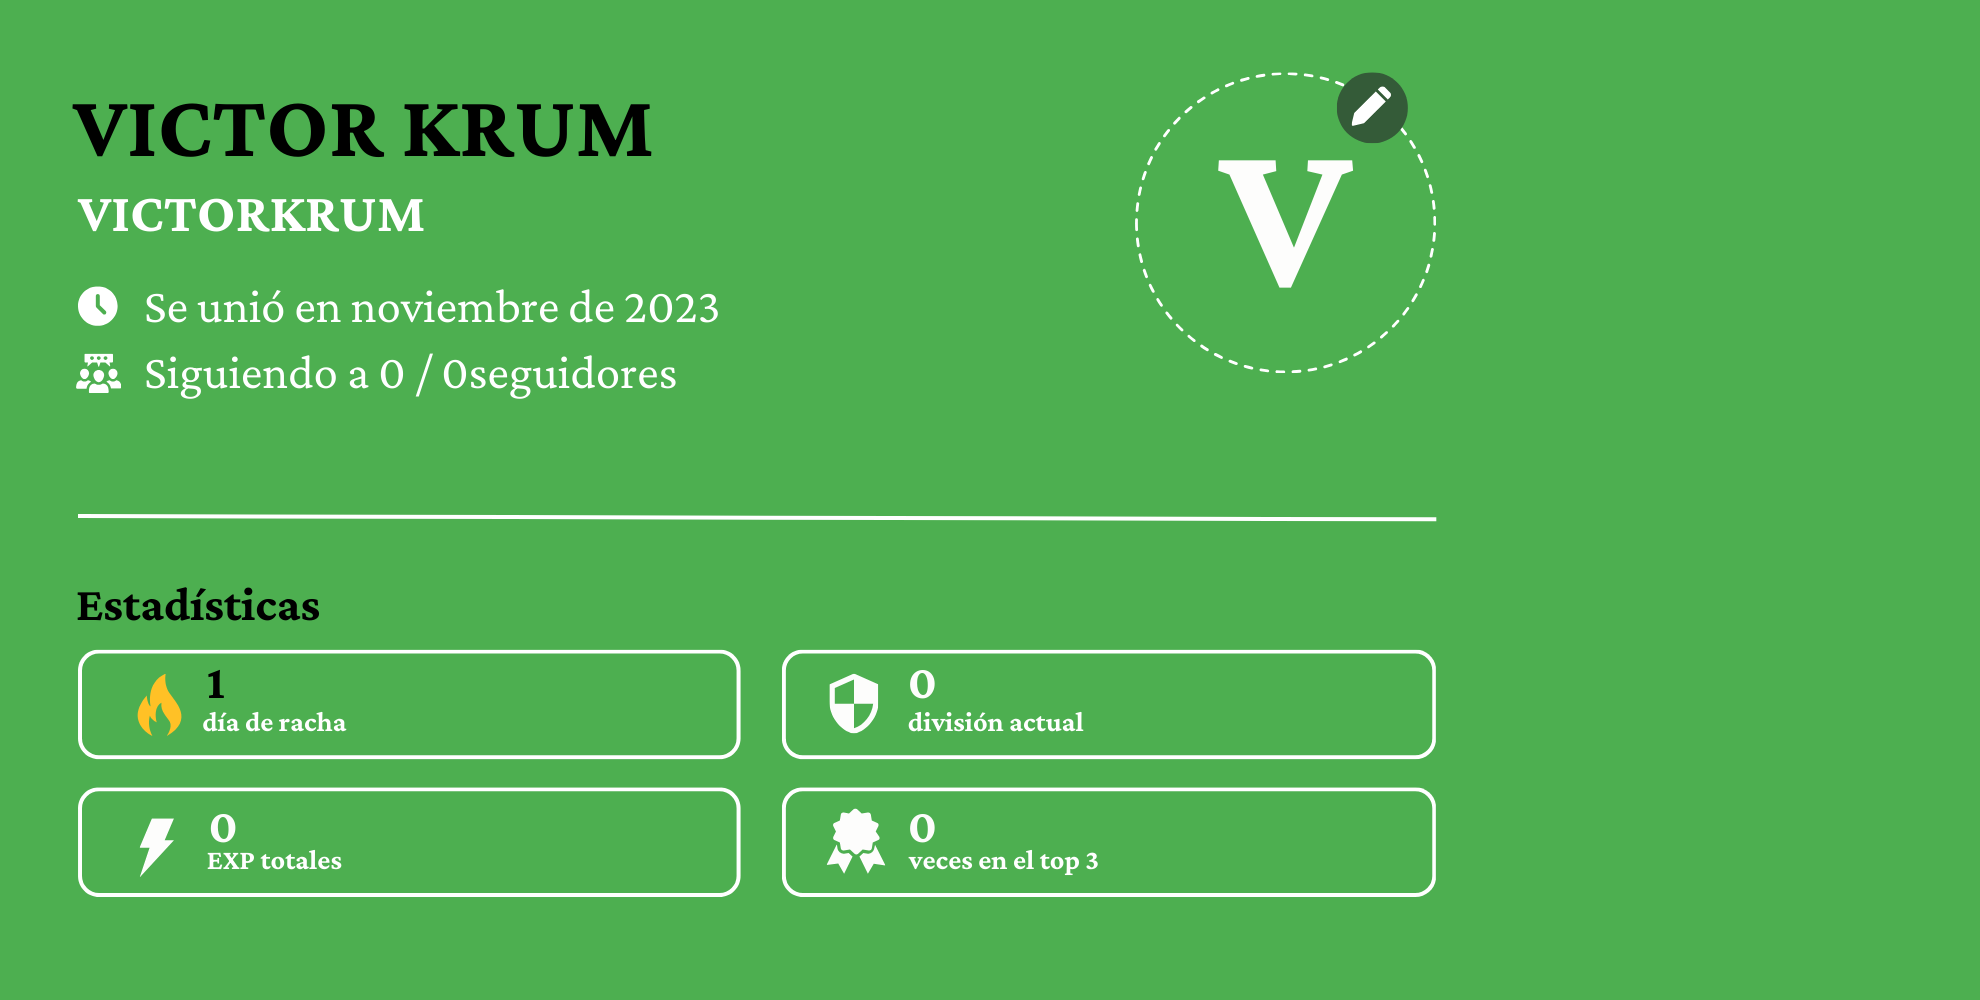 VICTOR KRUM
VICTORKRUM
Se unió en noviembre de 2023
Siguiendo a 0 / 0seguidores
V
Estadísticas
1
día de racha
0
división actual
0
EXP totales
0
veces en el top 3